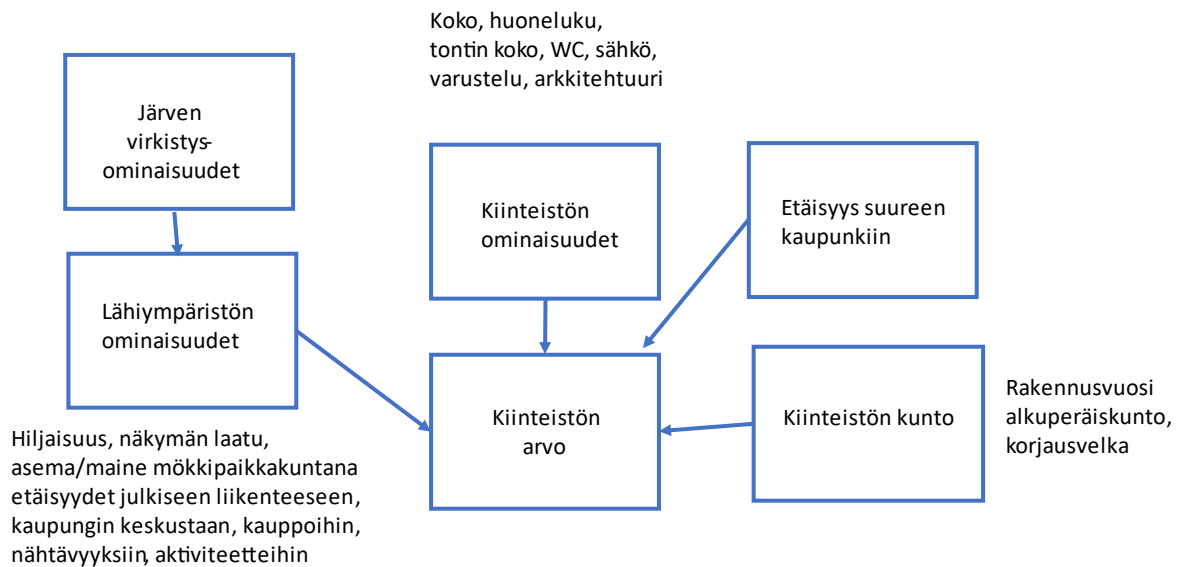 Koko, huoneluku,
tontin koko, WC, sähkö,
varustelu, arkkitehtuuri
Järven
virkistys-
ominaisuudet
Kiinteistön
ominaisuudet
Etäisyys suureen
kaupunkiin
Lähiympäristön
ominaisuudet
Kiinteistön
arvo
Kiinteistön kunto
Rakennusvuosi
alkuperäiskunto,
korjausvelka
Hiljaisuus, näkymän laatu,
asema/maine mökkipaikkakuntana
etäisyydet julkiseen liikenteeseen,
kaupungin keskustaan, kauppoihin,
nähtävyyksiin, aktiviteetteihin